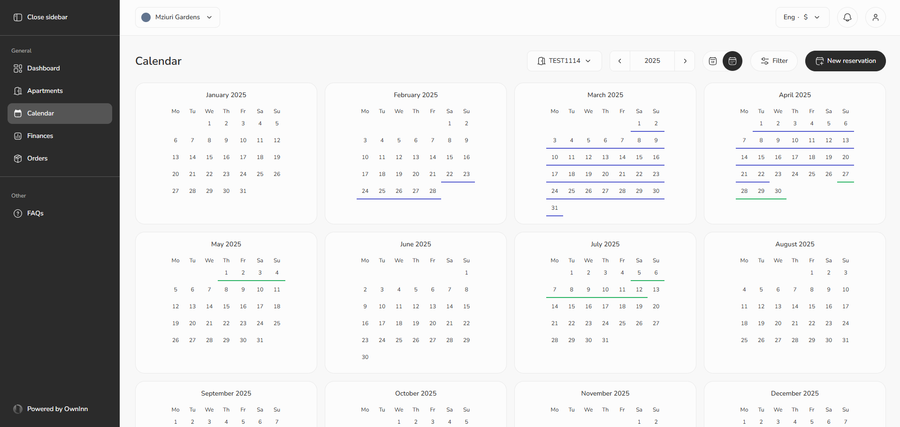 Close sidebar
Mziuri Gardens
Eng · $
General
Dashboard
Apartments
Calendar
Finances
Orders
Other
FAQs
Powered by OwnInn
Calendar
TEST1114
2025
Filter
New reservation
January 2025
Mo Tu We Th Fr Sa Su
1 2 3 4 5
6 7 8 9 10 11 12
13 14 15 16 17 18 19
20 21 22 23 24 25 26
27 28 29 30 31
February 2025
Mo Tu We Th Fr Sa Su
1 2
3 4 5 6 7 8 9
10 11 12 13 14 15 16
17 18 19 20 21 22 23
24 25 26 27 28
March 2025
Mo Tu We Th Fr Sa Su
1 2
3 4 5 6 7 8 9
10 11 12 13 14 15 16
17 18 19 20 21 22 23
24 25 26 27 28 29 30
31
April 2025
Mo Tu We Th Fr Sa Su
1 2 3 4 5 6
7 8 9 10 11 12 13
14 15 16 17 18 19 20
21 22 23 24 25 26 27
28 29 30
May 2025
Mo Tu We Th Fr Sa Su
1 2 3 4
5 6 7 8 9 10 11
12 13 14 15 16 17 18
19 20 21 22 23 24 25
26 27 28 29 30 31
June 2025
Mo Tu We Th Fr Sa Su
1
2 3 4 5 6 7 8
9 10 11 12 13 14 15
16 17 18 19 20 21 22
23 24 25 26 27 28 29
30
July 2025
Mo Tu We Th Fr Sa Su
1 2 3 4 5 6
7 8 9 10 11 12 13
14 15 16 17 18 19 20
21 22 23 24 25 26 27
28 29 30 31
August 2025
Mo Tu We Th Fr Sa Su
1 2 3
4 5 6 7 8 9 10
11 12 13 14 15 16 17
18 19 20 21 22 23 24
25 26 27 28 29 30 31
September 2025
Mo Tu We Th Fr Sa Su
1 2 3 4 5 6 7
October 2025
Mo Tu We Th Fr Sa Su
1 2 3 4 5
November 2025
Mo Tu We Th Fr Sa Su
1 2
December 2025
Mo Tu We Th Fr Sa Su
1 2 3 4 5 6 7